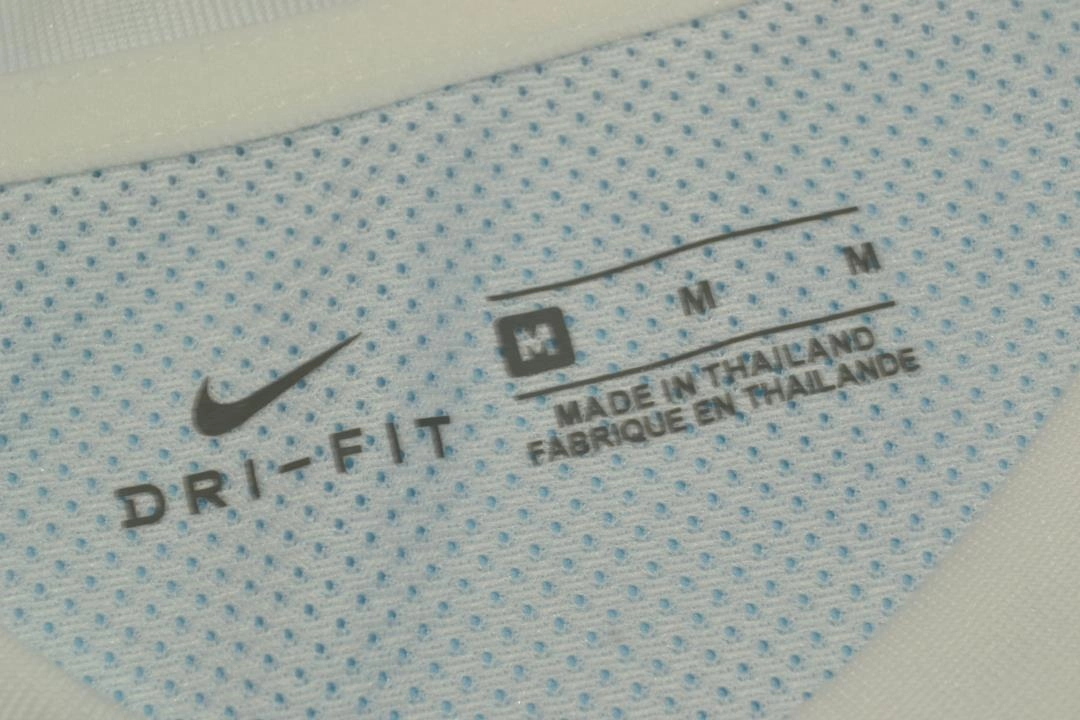 DRI-FIT
M M M
MADE IN THAILAND
FABRIQUE EN THAILANDE